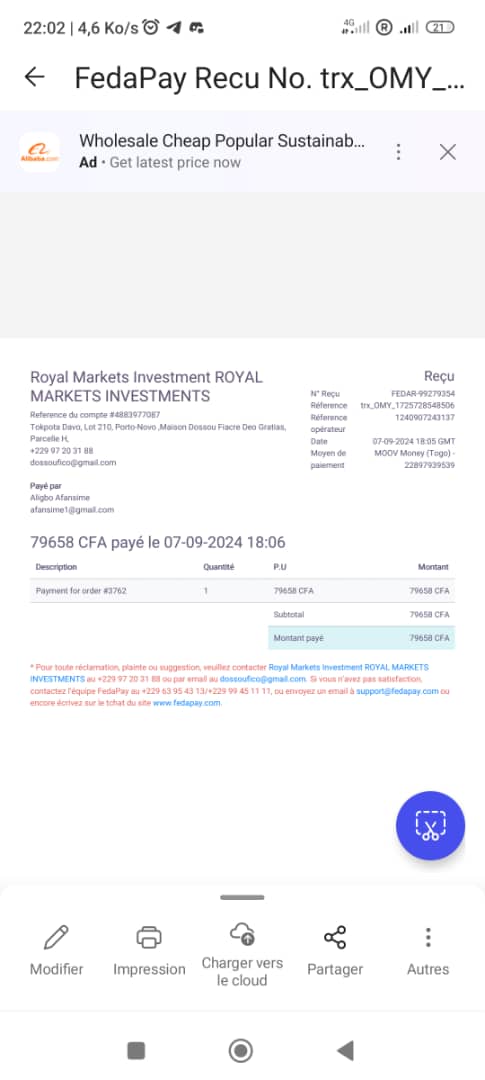 22:02 | 4,6 Ko/s
4G
R
21
FedaPay Recu No. trx_OMY_...
Alibaba.com
Wholesale Cheap Popular Sustainab...
Ad • Get latest price now
Royal Markets Investment ROYAL
MARKETS INVESTMENTS
Reference du compte #4883977087
Tokpota Davo, Lot 210, Porto-Novo ,Maison Dossou Fiacre Deo Gratias,
Parcelle H,
+229 97 20 31 88
dossoufico@gmail.com
Reçu
N° Reçu FEDAR-99279354
Réference trx_OMY_1725728548506
Réference opérateur 1240907243137
Date 07-09-2024 18:05 GMT
Moyen de paiement MOOV Money (Togo) - 22897939539
Payé par
Aligbo Afansime
afansime1@gmail.com
79658 CFA payé le 07-09-2024 18:06
Description Quantité P.U Montant
Payment for order #3762 1 79658 CFA 79658 CFA
Subtotal 79658 CFA
Montant payé 79658 CFA
* Pour toute réclamation, plainte ou suggestion, veuillez contacter Royal Markets Investment ROYAL MARKETS
INVESTMENTS au +229 97 20 31 88 ou par email au dossoufico@gmail.com. Si vous n'avez pas satisfaction,
contactez l'équipe FedaPay au +229 63 95 43 13/+229 99 45 11 11, ou envoyez un email à support@fedapay.com ou
encore écrivez sur le tchat du site www.fedapay.com.
Modifier
Impression
Charger vers
le cloud
Partager
Autres